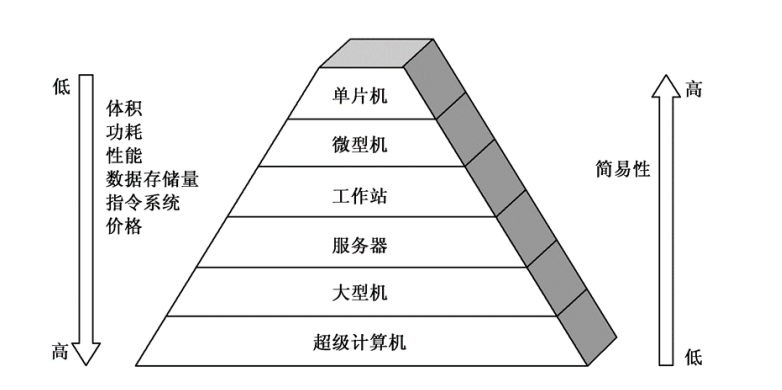 低
体积
功耗
性能
数据存储量
指令系统
价格
高
单片机
微型机
工作站
服务器
大型机
超级计算机
高
简易性
低